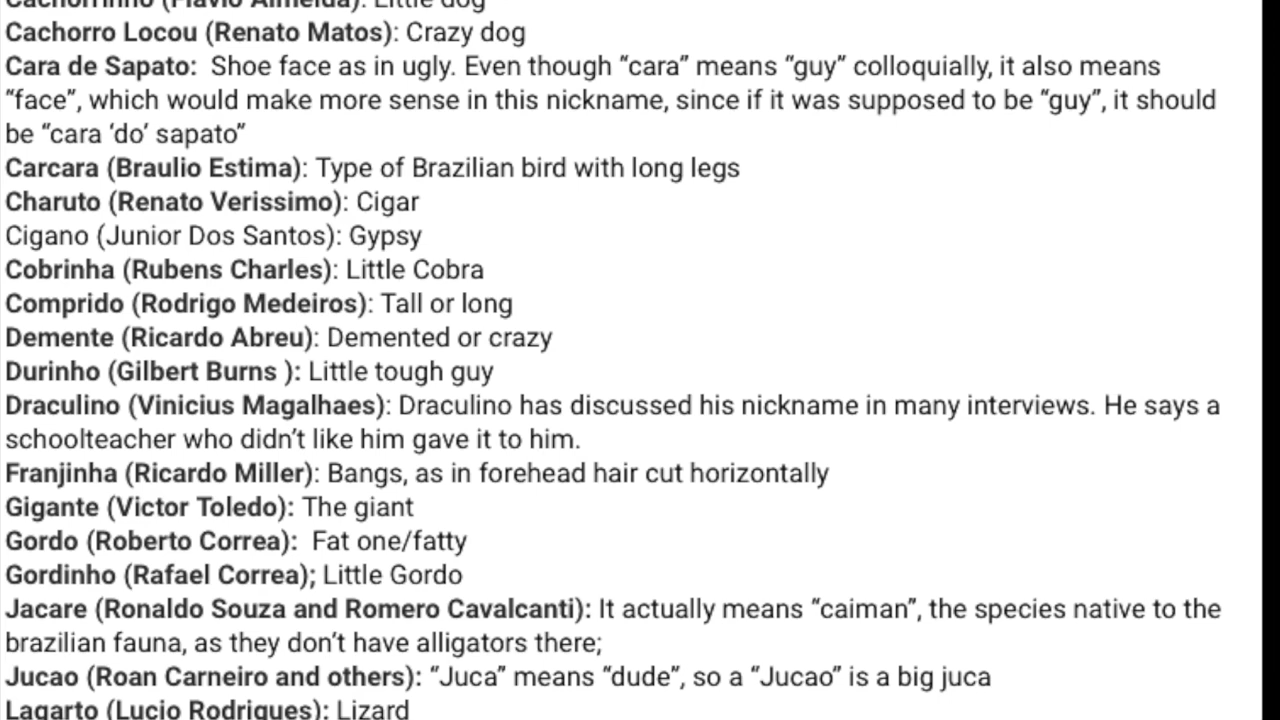 Cachorrinho (Flavio Almeida): Little dog
Cachorro Locou (Renato Matos): Crazy dog
Cara de Sapato:  Shoe face as in ugly. Even though “cara” means “guy” colloquially, it also means
“face”, which would make more sense in this nickname, since if it was supposed to be “guy”, it should
be “cara ‘do’ sapato”
Carcara (Braulio Estima): Type of Brazilian bird with long legs
Charuto (Renato Verissimo): Cigar
Cigano (Junior Dos Santos): Gypsy
Cobrinha (Rubens Charles): Little Cobra
Comprido (Rodrigo Medeiros): Tall or long
Demente (Ricardo Abreu): Demented or crazy
Durinho (Gilbert Burns ): Little tough guy
Draculino (Vinicius Magalhaes): Draculino has discussed his nickname in many interviews. He says a
schoolteacher who didn’t like him gave it to him.
Franjinha (Ricardo Miller): Bangs, as in forehead hair cut horizontally
Gigante (Victor Toledo): The giant
Gordo (Roberto Correa):  Fat one/fatty
Gordinho (Rafael Correa); Little Gordo
Jacare (Ronaldo Souza and Romero Cavalcanti): It actually means “caiman”, the species native to the
brazilian fauna, as they don’t have alligators there;
Jucao (Roan Carneiro and others): “Juca” means “dude”, so a “Jucao” is a big juca
Lagarto (Lucio Rodrigues): Lizard